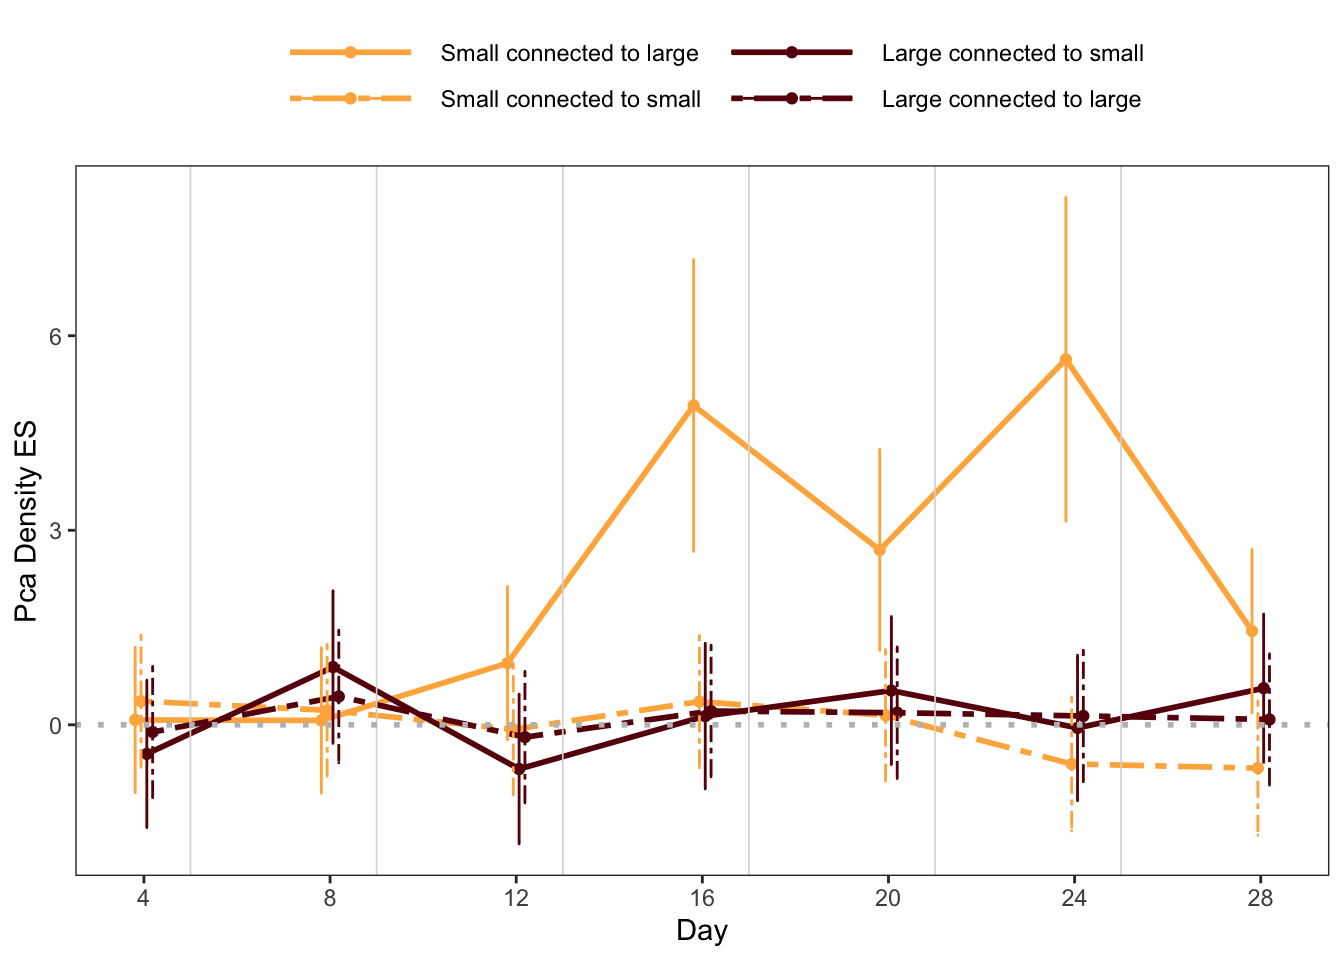 Small connected to large
Large connected to small
Small connected to small
Large connected to large
6
3
0
Pca Density ES
4 8 12 16 20 24 28
Day